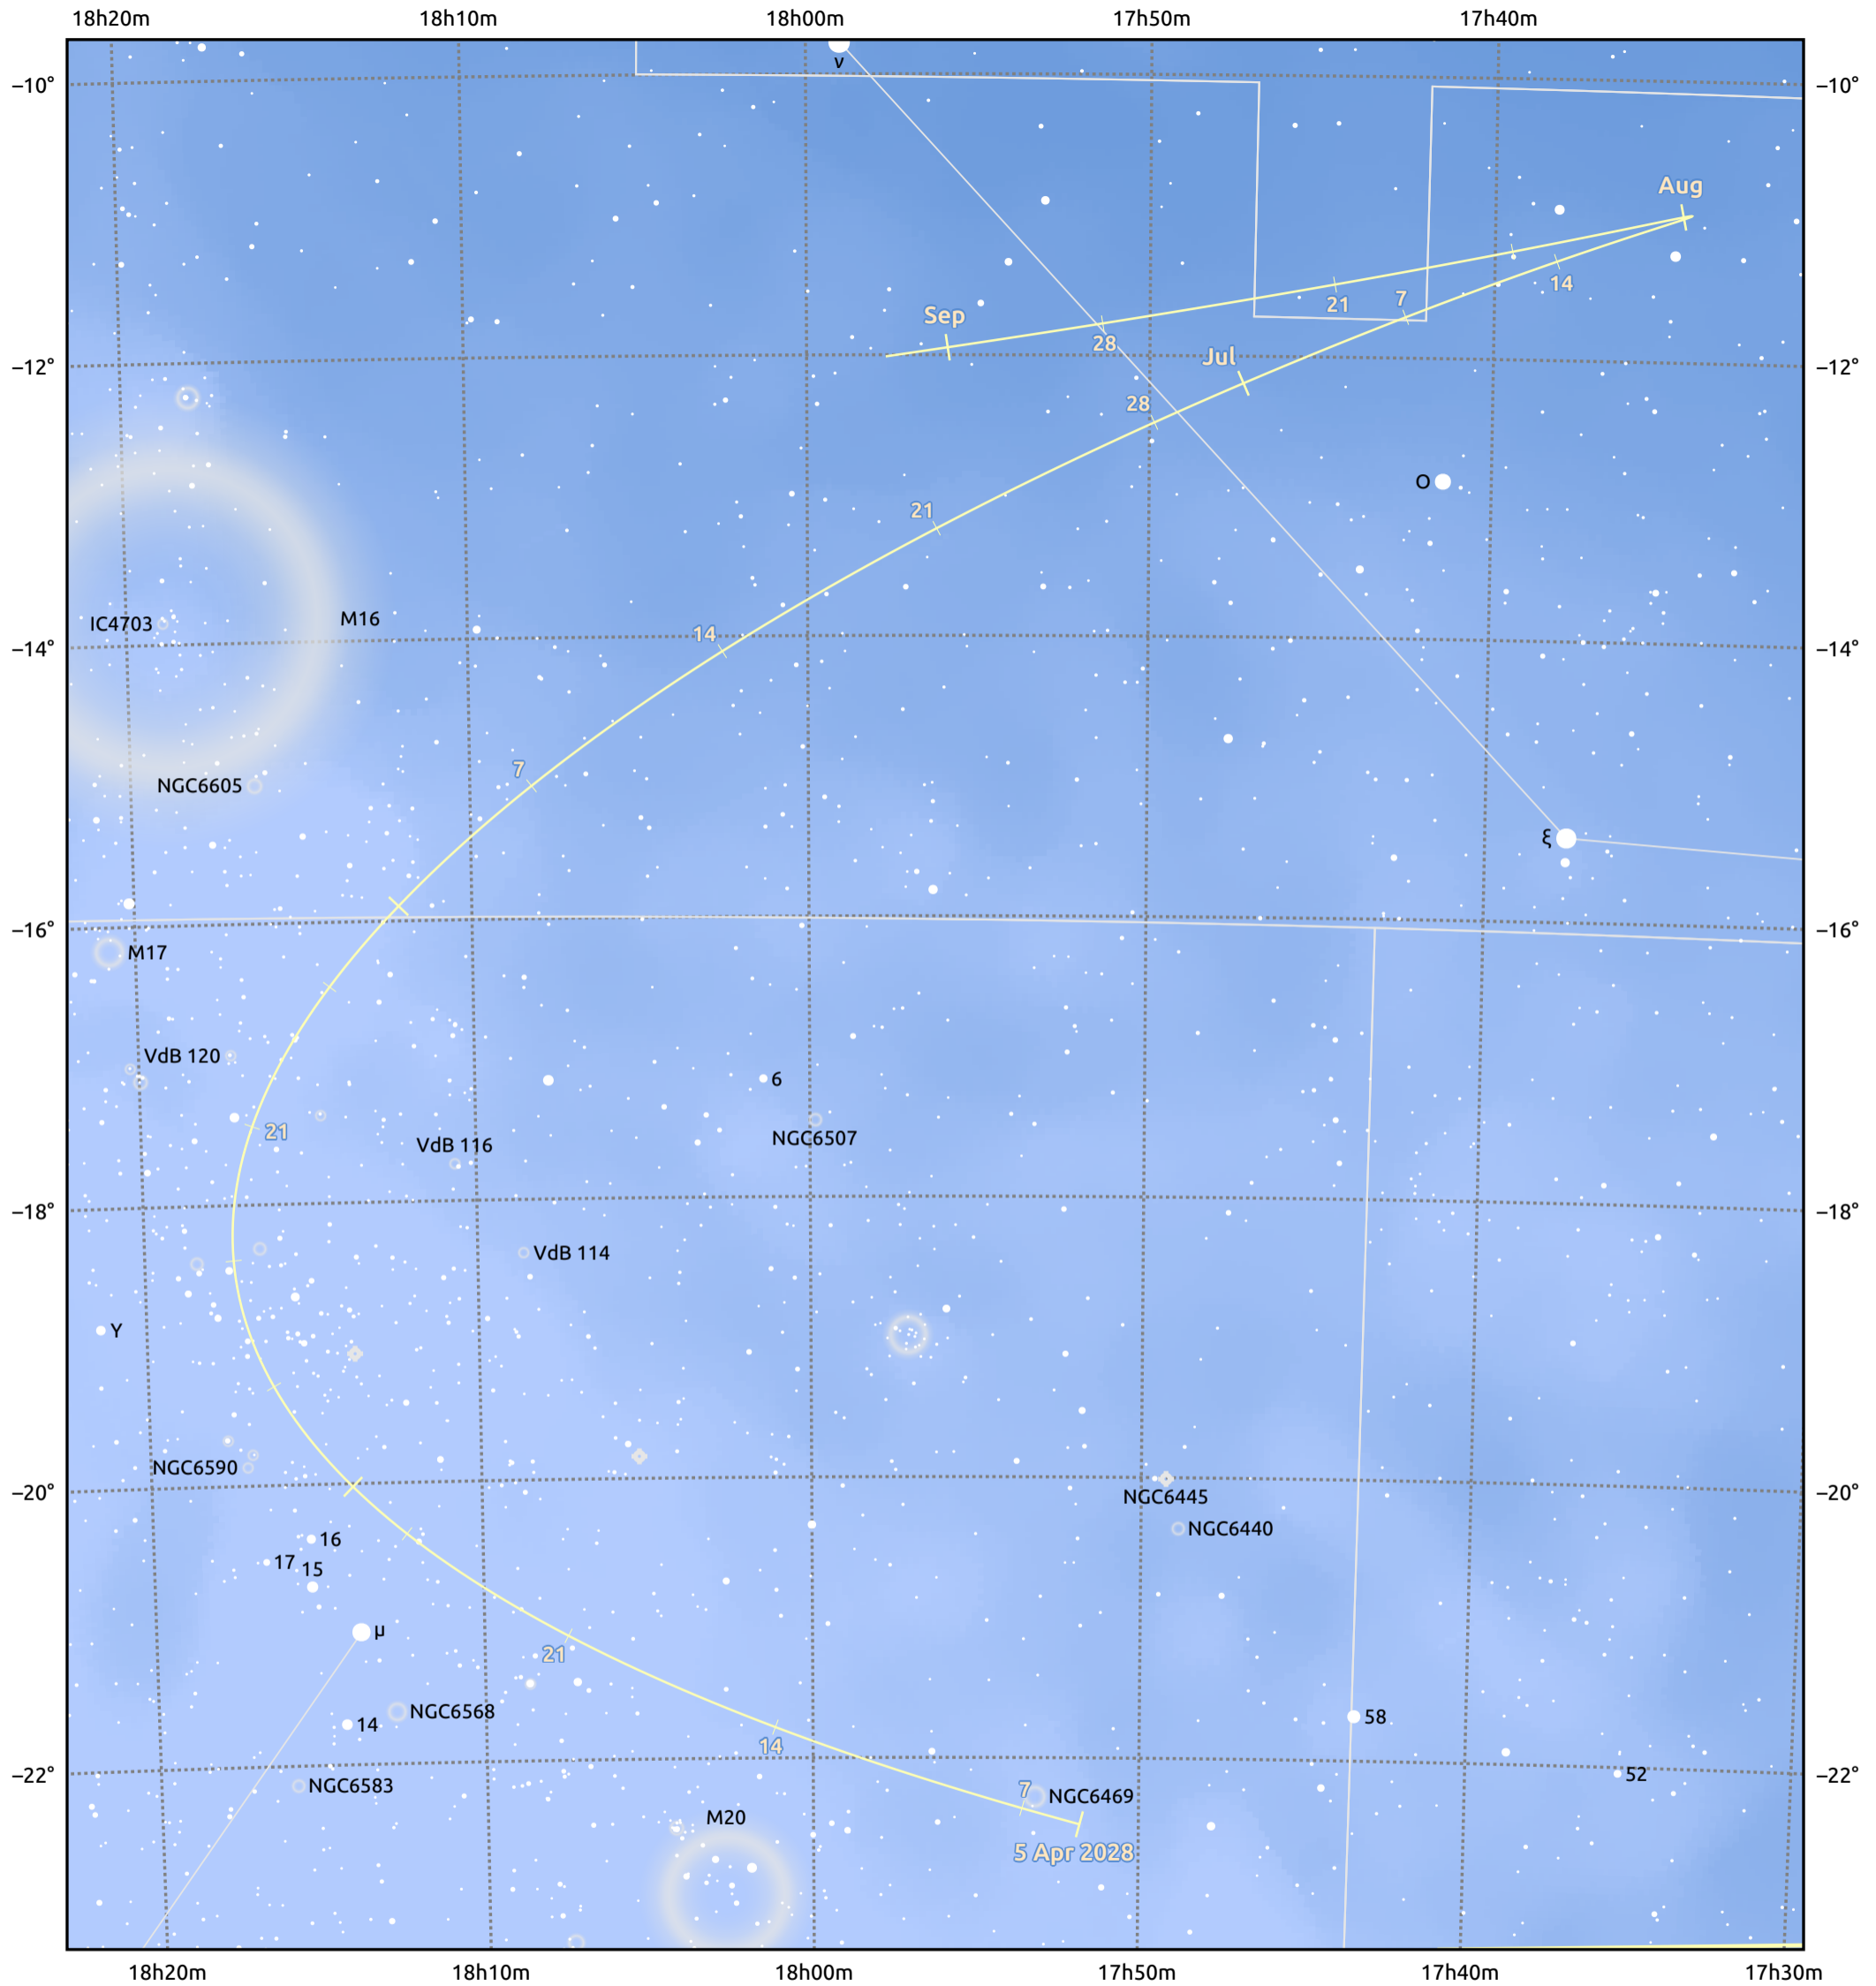 18h20m 18h10m 18h00m 17h50m 17h40m
ν
−10° −10°
Aug
14
7
21
Sep
28
Jul
−12° −12°
28
O
21
M16
IC4703
14
−14° −14°
7
NGC6605
ξ
−16° −16°
M17
VdB 120
6
21
NGC6507
VdB 116
−18° −18°
VdB 114
Y
NGC6590
−20° −20°
NGC6445
NGC6440
16
17 15
μ
21
NGC6568
58
14
14
−22° −22°
52
NGC6583
7 NGC6469
M20
5 Apr 2028
18h20m 18h10m 18h00m 17h50m 17h40m 17h30m